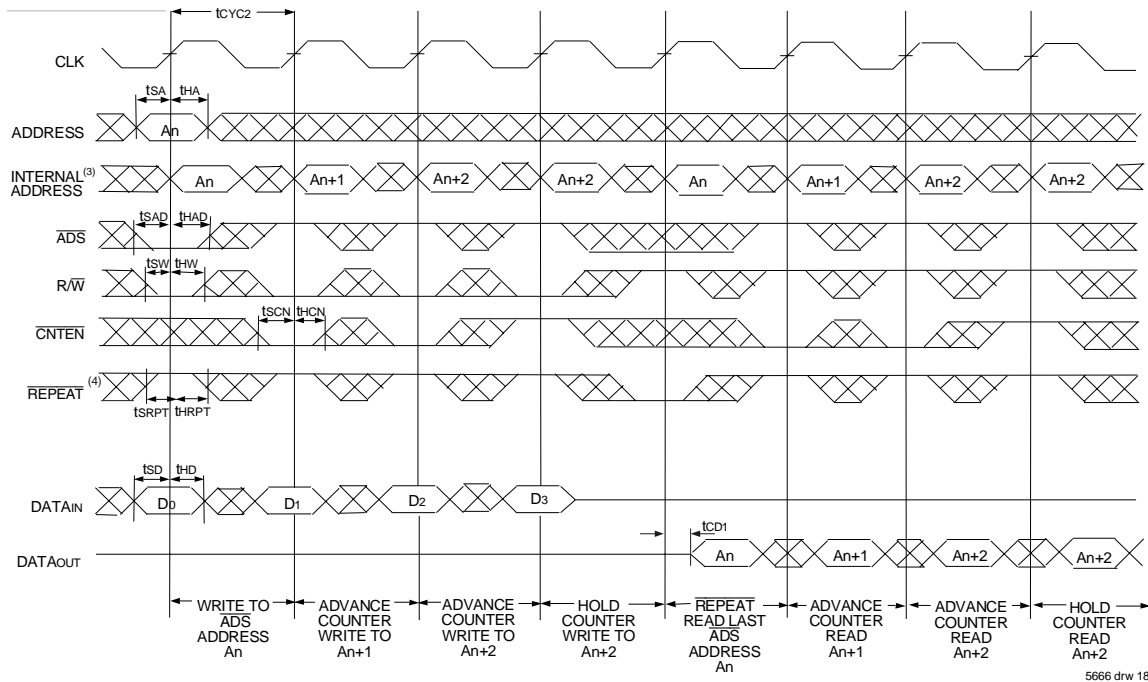 tCYC2
CLK
tSA tHA
ADDRESS An
INTERNAL(3)
ADDRESS
An An+1 An+2 An+2 An An+1 An+2 An+2
tSAD tHAD
ADS
tSW tHW
R/W
tSCN tHCN
CNTEN
REPEAT (4)
tSRPT tHRPT
tSD tHD
DATAIN D0 D1 D2 D3
tCD1
DATAOUT An An+1 An+2 An+2
WRITE TO
ADS
ADDRESS
An
ADVANCE
COUNTER
WRITE TO
An+1
ADVANCE
COUNTER
WRITE TO
An+2
HOLD
COUNTER
WRITE TO
An+2
REPEAT
READ LAST
ADS
ADDRESS
An
ADVANCE
COUNTER
READ
An+1
ADVANCE
COUNTER
READ
An+2
HOLD
COUNTER
READ
An+2
5666 drw 18